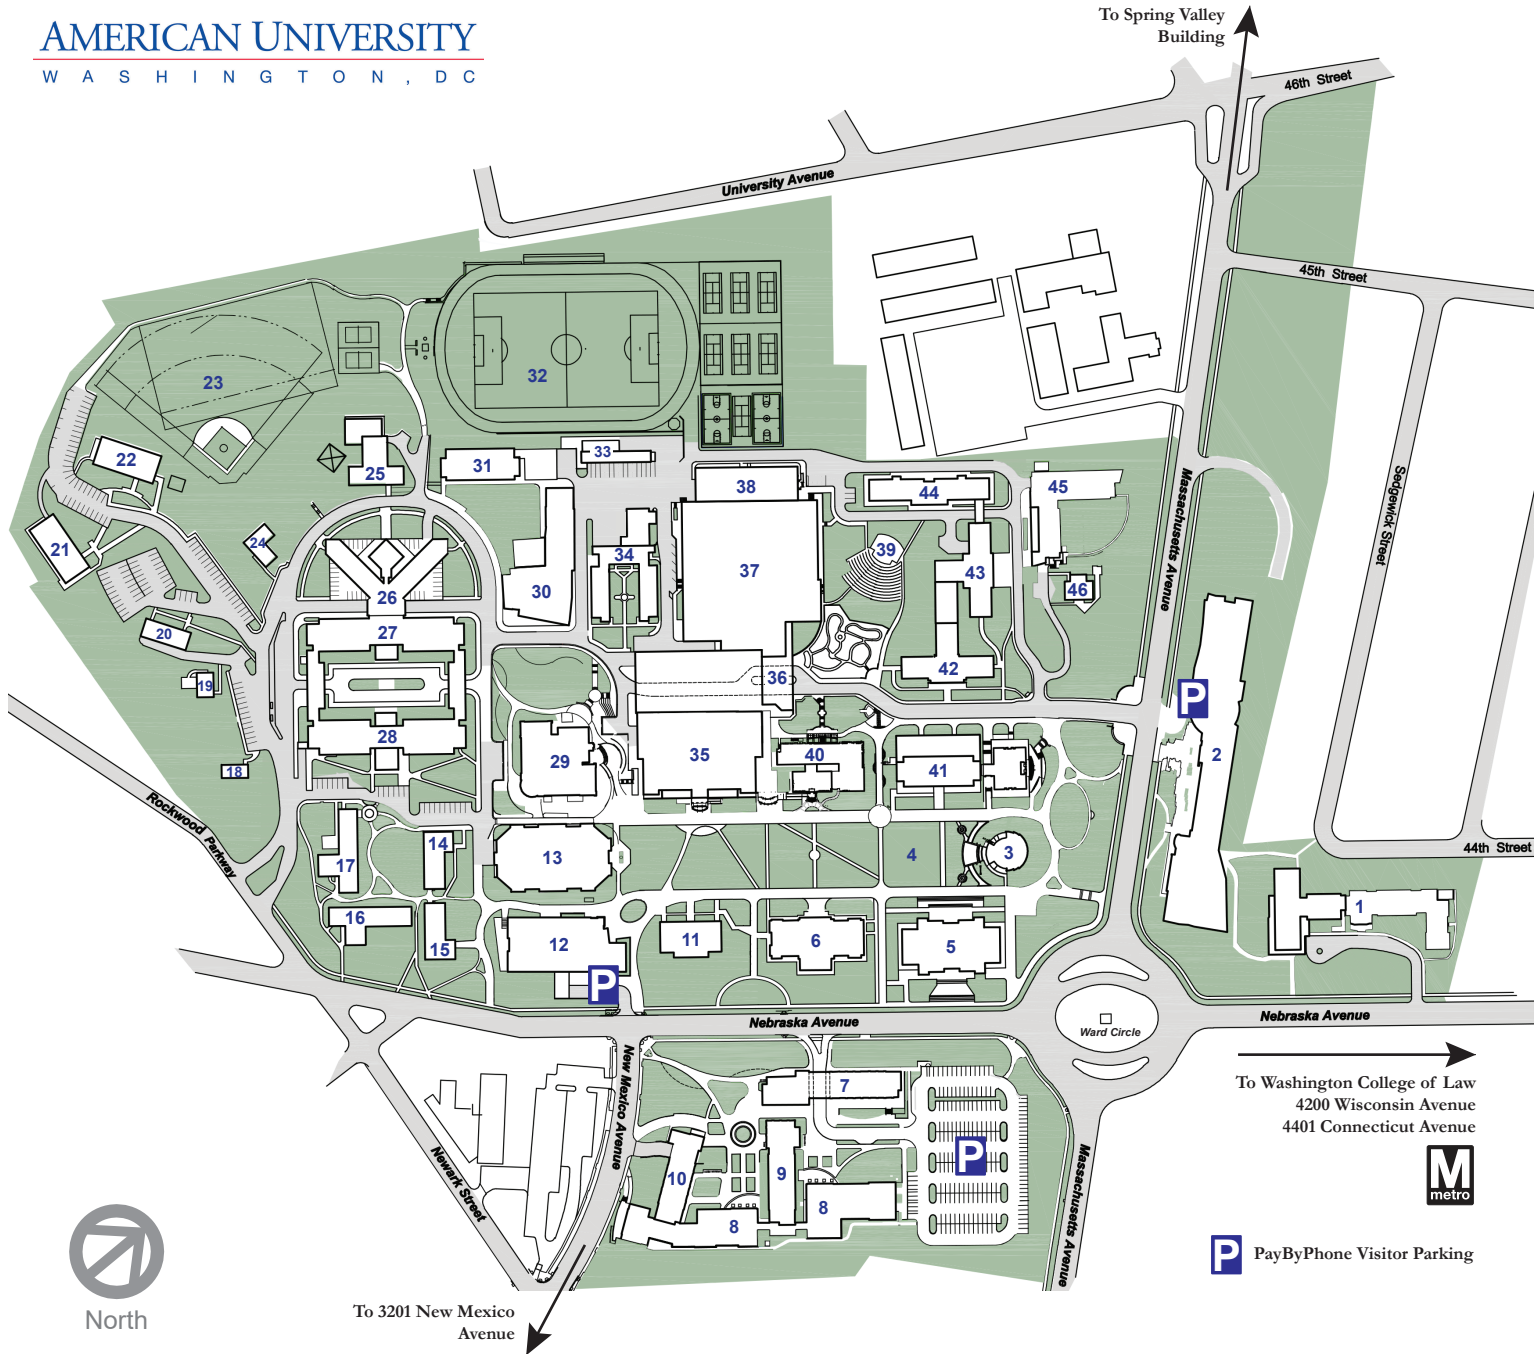 AMERICAN UNIVERSITY
WASHINGTON, DC
To Spring Valley
Building
46th Street
University Avenue
45th Street
Massachusetts Avenue
Sedgewick Street
44th Street
Rockwood Parkway
32
23
22
25
31
33
38
44
45
21
24
34
39
37
43
30
26
46
20
27
42
36
19
P
28
40
35
29
41
2
18
14
13
4
3
17
16
15
12
11
6
5
1
P
Nebraska Avenue
Ward Circle
Nebraska Avenue
New Mexico Avenue
Newark Street
7
10
9
8
8
P
Massachusetts Avenue
To Washington College of Law
4200 Wisconsin Avenue
4401 Connecticut Avenue
M
metro
P PayByPhone Visitor Parking
North
To 3201 New Mexico
Avenue